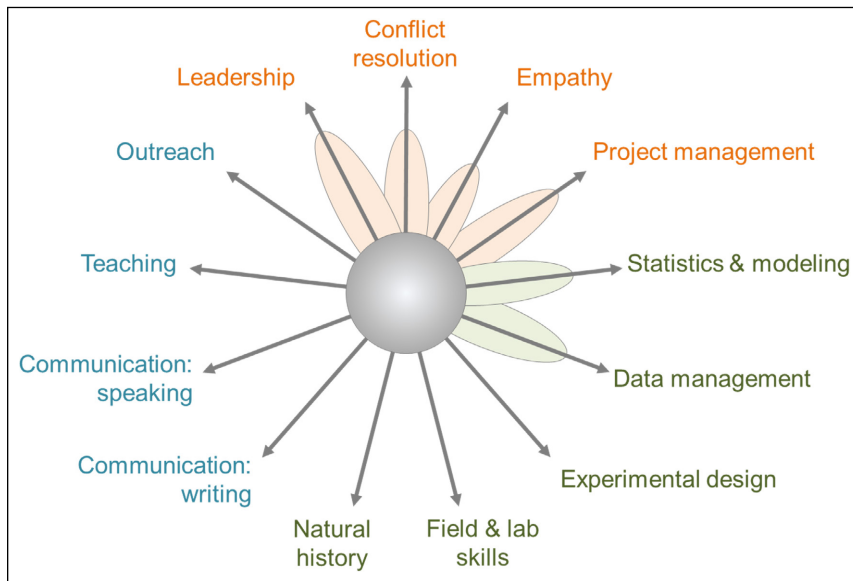 Conflict
resolution
Leadership
Empathy
Outreach
Project management
Teaching
Statistics & modeling
Communication:
speaking
Data management
Communication:
writing
Experimental design
Natural
history
Field & lab
skills